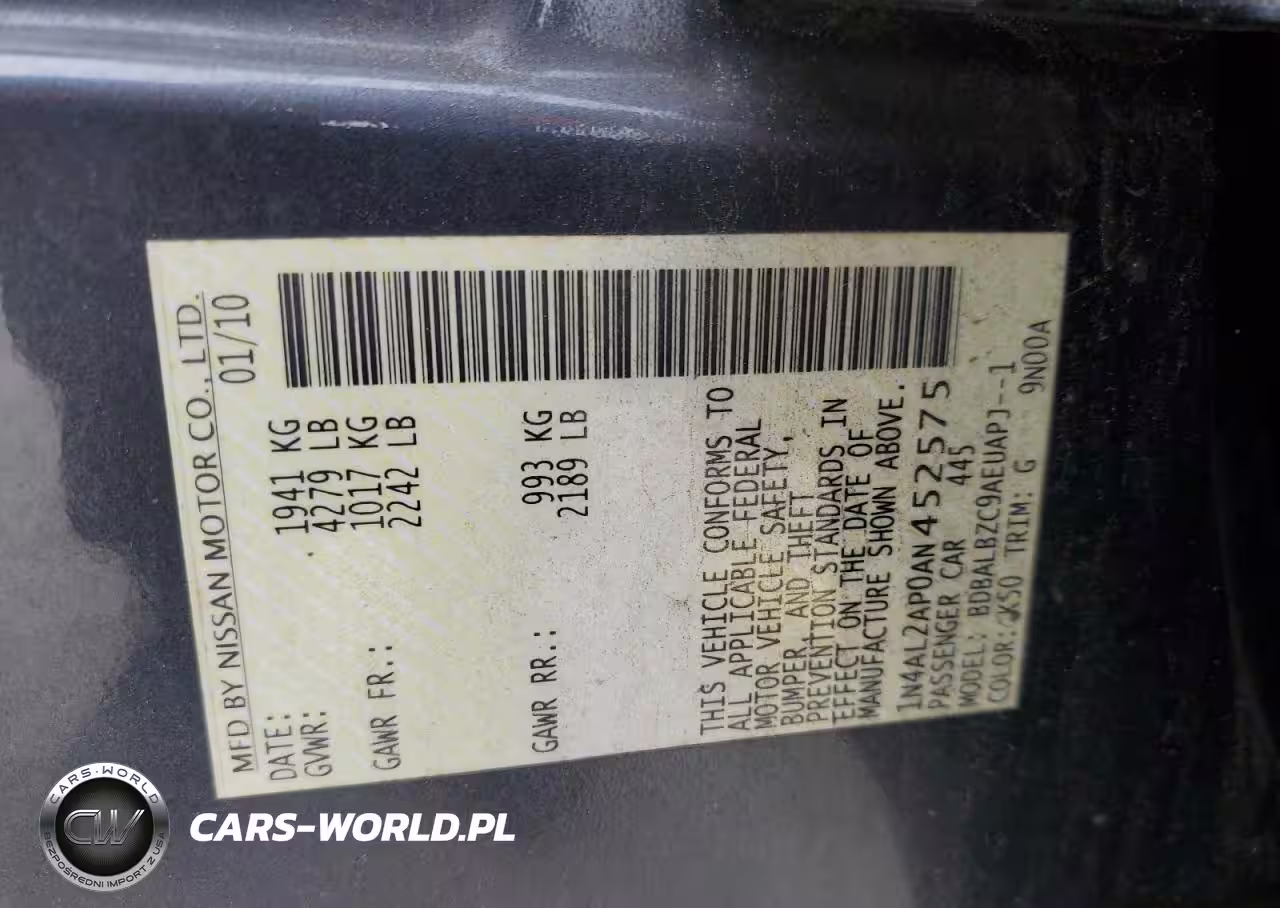 MFD BY NISSAN MOTOR CO., LTD.
DATE: 01/10
GVWR: 1941 KG
4279 LB
GAWR FR.: 1017 KG
2242 LB
GAWR RR.: 993 KG
2189 LB
THIS VEHICLE CONFORMS TO
ALL APPLICABLE FEDERAL
MOTOR VEHICLE SAFETY,
BUMPER, AND THEFT
PREVENTION STANDARDS IN
EFFECT ON THE DATE OF
MANUFACTURE SHOWN ABOVE.
1N4AL2AP0AN452575
PASSENGER CAR 445
MODEL: BDBALBZC9AEUAPJ--1
COLOR: TRIM: G 9N00A
CARS-WORLD
CW
BEZPOŚREDNI IMPORT Z USA
CARS-WORLD.PL